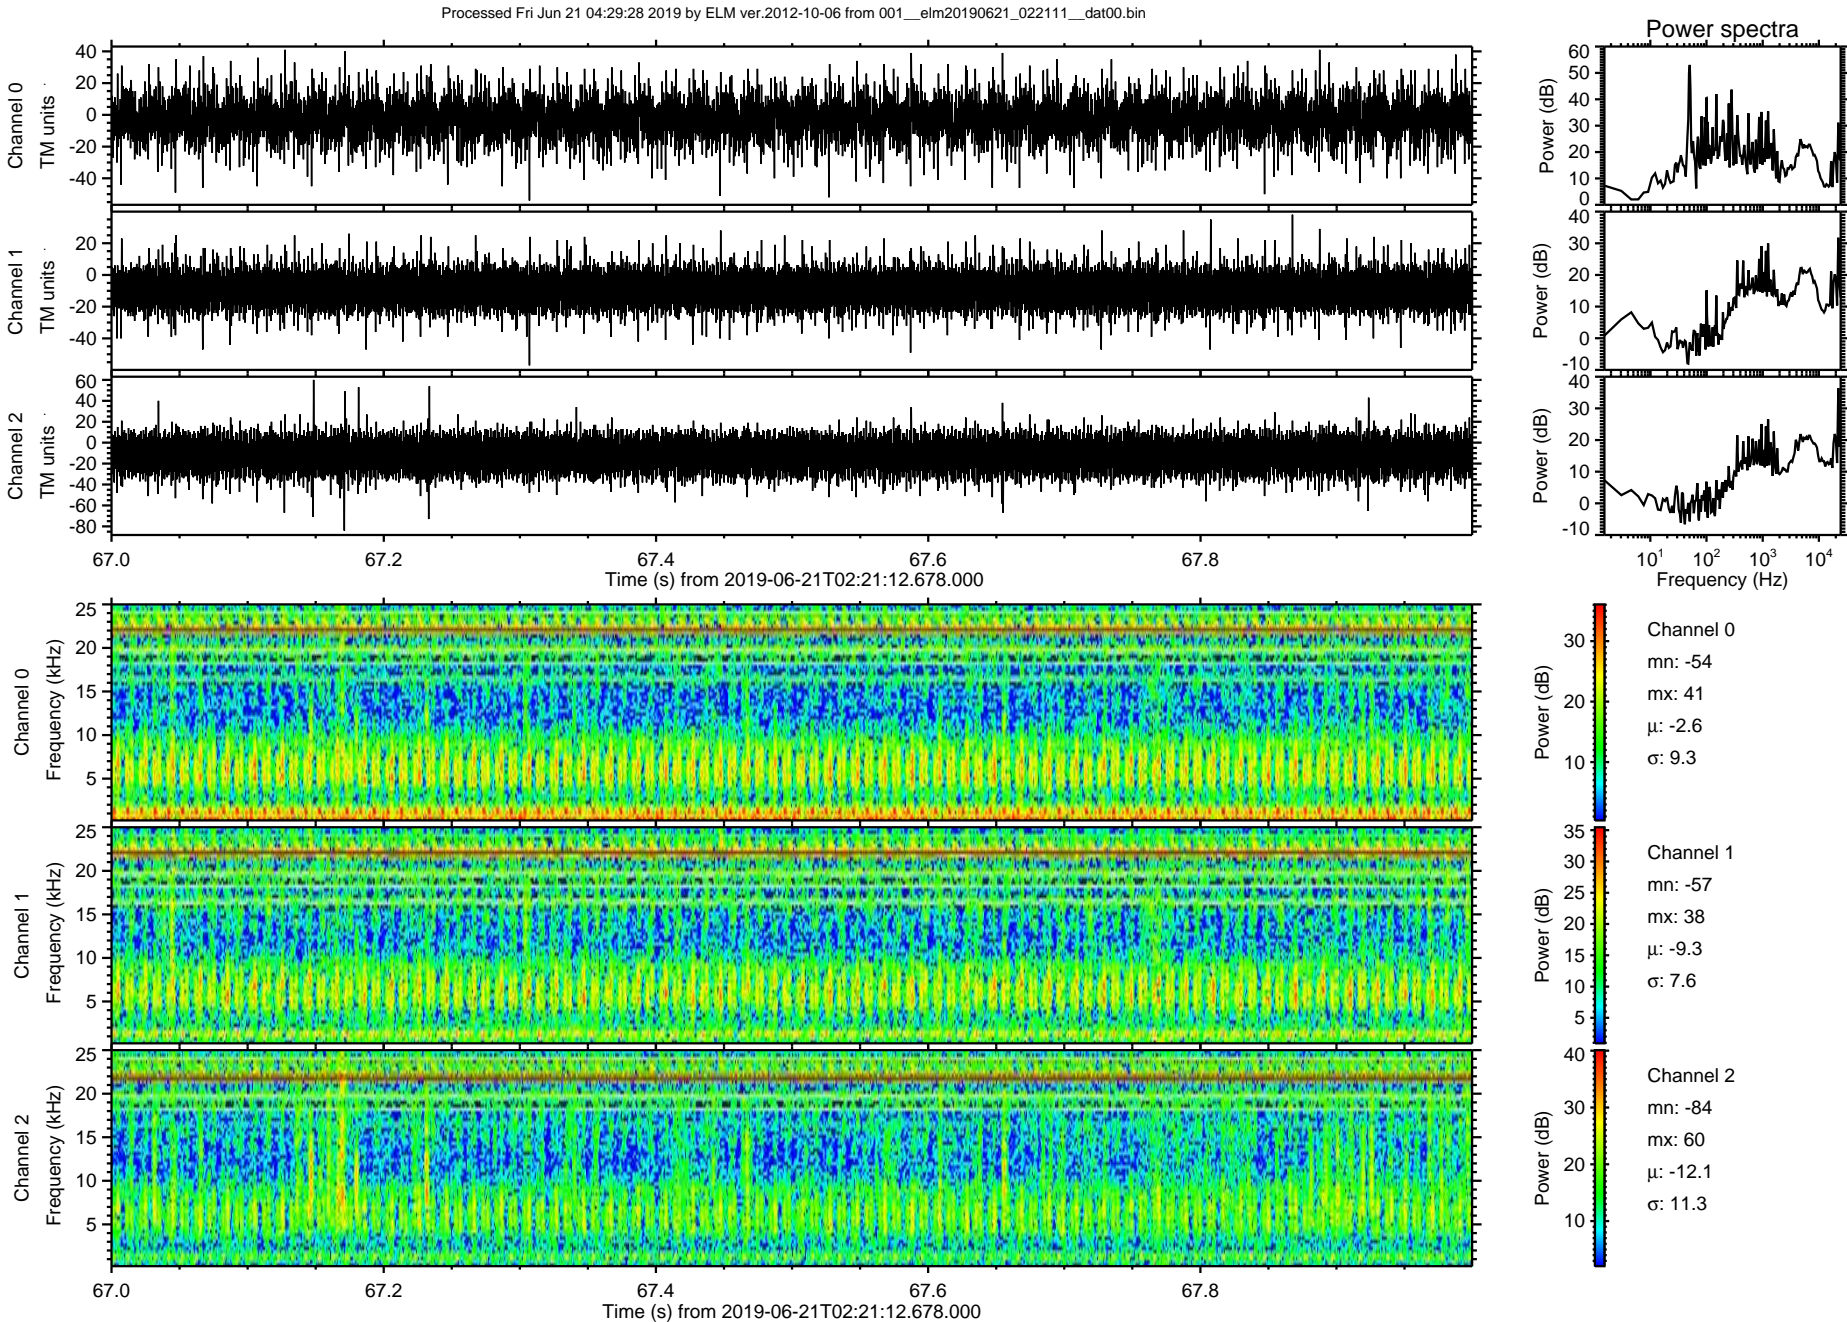 Processed Fri Jun 21 04:29:28 2019 by ELM ver.2012-10-06 from 001__elm20190621_022111__dat00.bin
Power spectra
Channel 0
TM units
40
20
0
-20
-40
Power (dB)
60
50
40
30
20
10
0
Channel 1
TM units
20
0
-20
-40
Power (dB)
40
30
20
10
0
-10
Channel 2
TM units
60
40
20
0
-20
-40
-60
-80
Power (dB)
40
30
20
10
0
-10
67.0 67.2 67.4 67.6 67.8
Time (s) from 2019-06-21T02:21:12.678.000
10¹ 10² 10³ 10⁴
Frequency (Hz)
Channel 0
Frequency (kHz)
25
20
15
10
5
Power (dB)
30
20
10
Channel 0
mn: -54
mx: 41
μ: -2.6
σ: 9.3
Channel 1
Frequency (kHz)
25
20
15
10
5
Power (dB)
35
30
25
20
15
10
5
Channel 1
mn: -57
mx: 38
μ: -9.3
σ: 7.6
Channel 2
Frequency (kHz)
25
20
15
10
5
Power (dB)
40
30
20
10
Channel 2
mn: -84
mx: 60
μ: -12.1
σ: 11.3
67.0 67.2 67.4 67.6 67.8
Time (s) from 2019-06-21T02:21:12.678.000